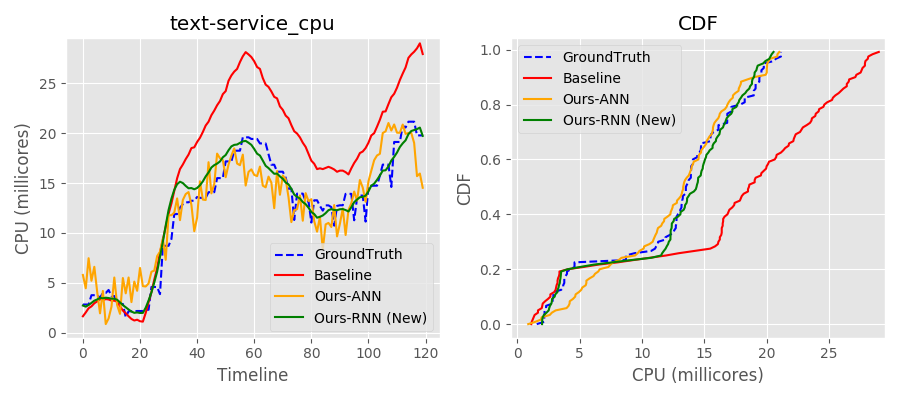 text-service_cpu
CPU (millicores)
25
20
15
10
5
0
GroundTruth
Baseline
Ours-ANN
Ours-RNN (New)
0 20 40 60 80 100 120
Timeline
CDF
CDF
1.0
0.8
0.6
0.4
0.2
0.0
GroundTruth
Baseline
Ours-ANN
Ours-RNN (New)
0 5 10 15 20 25
CPU (millicores)